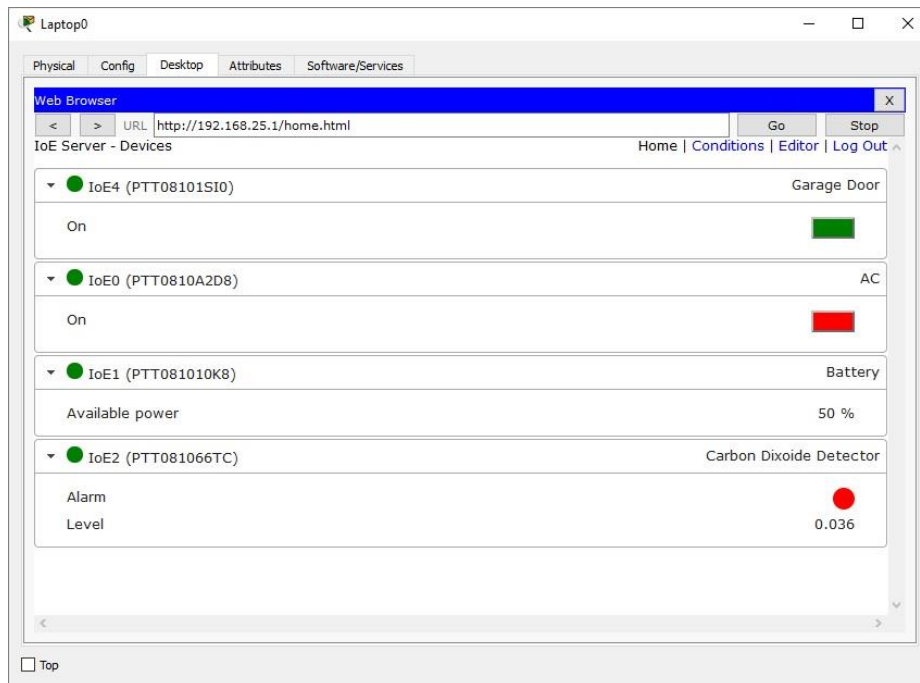 Laptop0
Physical Config Desktop Attributes Software/Services
Web Browser X
< > URL http://192.168.25.1/home.html Go Stop
IoE Server - Devices Home | Conditions | Editor | Log Out
IoE4 (PTT08101SI0) Garage Door
On
IoE0 (PTT0810A2D8) AC
On
IoE1 (PTT081010K8) Battery
Available power 50 %
IoE2 (PTT081066TC) Carbon Dixoide Detector
Alarm
Level 0.036
Top